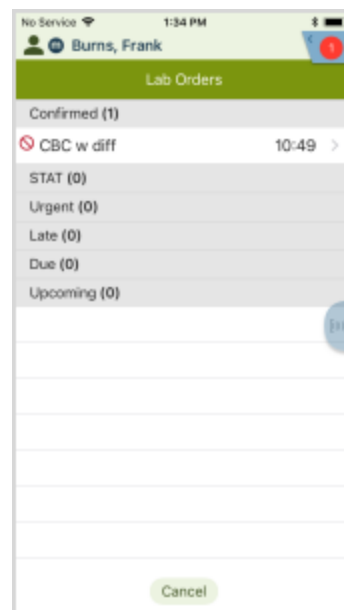 No Service 1:34 PM
Burns, Frank
1
Lab Orders
Confirmed (1)
CBC w diff 10:49
STAT (0)
Urgent (0)
Late (0)
Due (0)
Upcoming (0)
Cancel